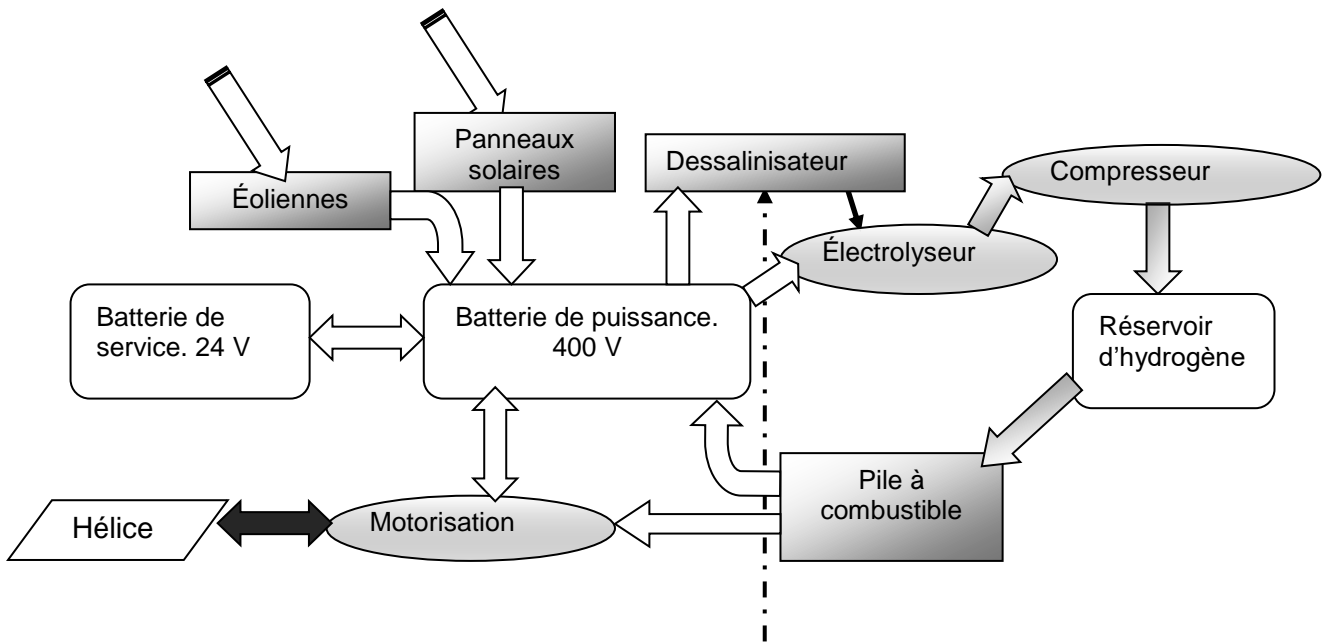 Panneaux
solaires
Éoliennes
Dessalinisateur
Compresseur
Électrolyseur
Batterie de
service. 24 V
Batterie de puissance.
400 V
Réservoir
d'hydrogène
Pile à
combustible
Hélice
Motorisation